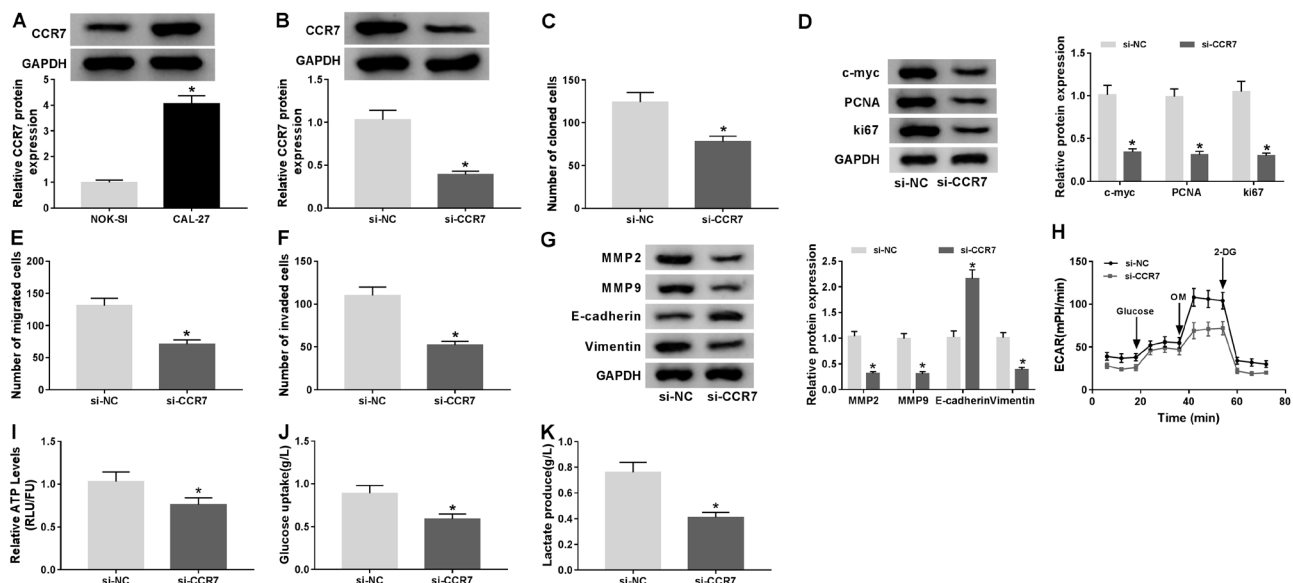 A
CCR7
GAPDH
Relative CCR7 protein
expression
5
4
3
2
1
0
NOK-SI CAL-27
*
B
CCR7
GAPDH
Relative CCR7 protein
expression
1.5
1.0
0.5
0.0
si-NC si-CCR7
*
C
Number of cloned cells
150
100
50
0
si-NC si-CCR7
*
D
c-myc
PCNA
ki67
GAPDH
si-NC si-CCR7
si-NC si-CCR7
Relative protein expression
1.5
1.0
0.5
0.0
* * *
c-myc PCNA ki67
E
Number of migrated cells
200
150
100
50
0
si-NC si-CCR7
*
F
Number of invaded cells
150
100
50
0
si-NC si-CCR7
*
G
MMP2
MMP9
E-cadherin
Vimentin
GAPDH
si-NC si-CCR7
si-NC si-CCR7
Relative protein expression
2.5
2.0
1.5
1.0
0.5
0.0
* * * *
MMP2 MMP9 E-cadherin Vimentin
H
si-NC
si-CCR7
2-DG
OM
Glucose
ECAR(mPH/min)
150
100
50
0
0 20 40 60 80
Time (min)
I
Relative ATP Levels
(RLU/FU)
1.5
1.0
0.5
0.0
si-NC si-CCR7
*
J
Glucose uptake(g/L)
1.5
1.0
0.5
0.0
si-NC si-CCR7
*
K
Lactate produce(g/L)
1.0
0.8
0.6
0.4
0.2
0.0
si-NC si-CCR7
*